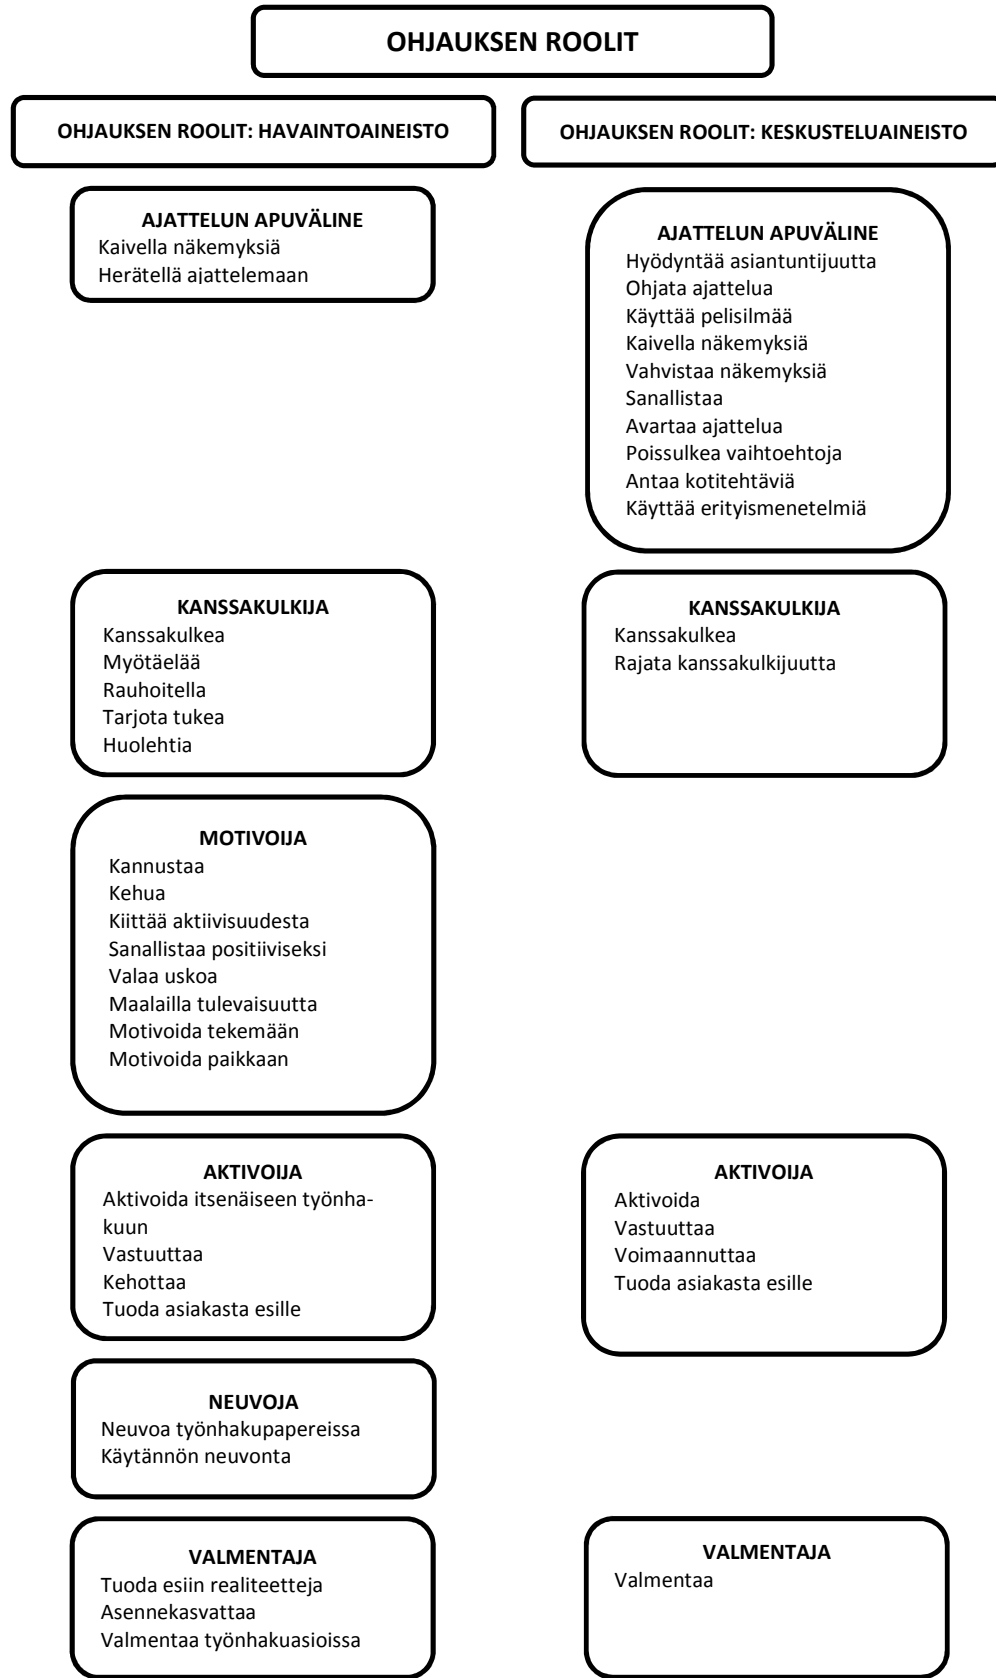 OHJAUKSEN ROOLIT
OHJAUKSEN ROOLIT: HAVAINTOAINEISTO
OHJAUKSEN ROOLIT: KESKUSTELUAINEISTO
AJATTELUN APUVÄLINE
Kaivella näkemyksiä
Herätellä ajattelemaan
AJATTELUN APUVÄLINE
Hyödyntää asiantuntijuutta
Ohjata ajattelua
Käyttää pelisilmää
Kaivella näkemyksiä
Vahvistaa näkemyksiä
Sanallistaa
Avartaa ajattelua
Poissulkea vaihtoehtoja
Antaa kotitehtäviä
Käyttää erityismenetelmiä
KANSSAKULKIJA
Kanssakulkea
Myötäelää
Rauhoitella
Tarjota tukea
Huolehtia
KANSSAKULKIJA
Kanssakulkea
Rajata kanssakulkijuutta
MOTIVOIJA
Kannustaa
Kehua
Kiittää aktiivisuudesta
Sanallistaa positiiviseksi
Valaa uskoa
Maalailla tulevaisuutta
Motivoida tekemään
Motivoida paikkaan
AKTIVOIJA
Aktivoida itsenäiseen työnha-
kuun
Vastuuttaa
Kehottaa
Tuoda asiakasta esille
AKTIVOIJA
Aktivoida
Vastuuttaa
Voimaannuttaa
Tuoda asiakasta esille
NEUVOJA
Neuvoa työnhakupapereissa
Käytännön neuvonta
VALMENTAJA
Tuoda esiin realiteetteja
Asennekasvattaa
Valmentaa työnhakuasioissa
VALMENTAJA
Valmentaa